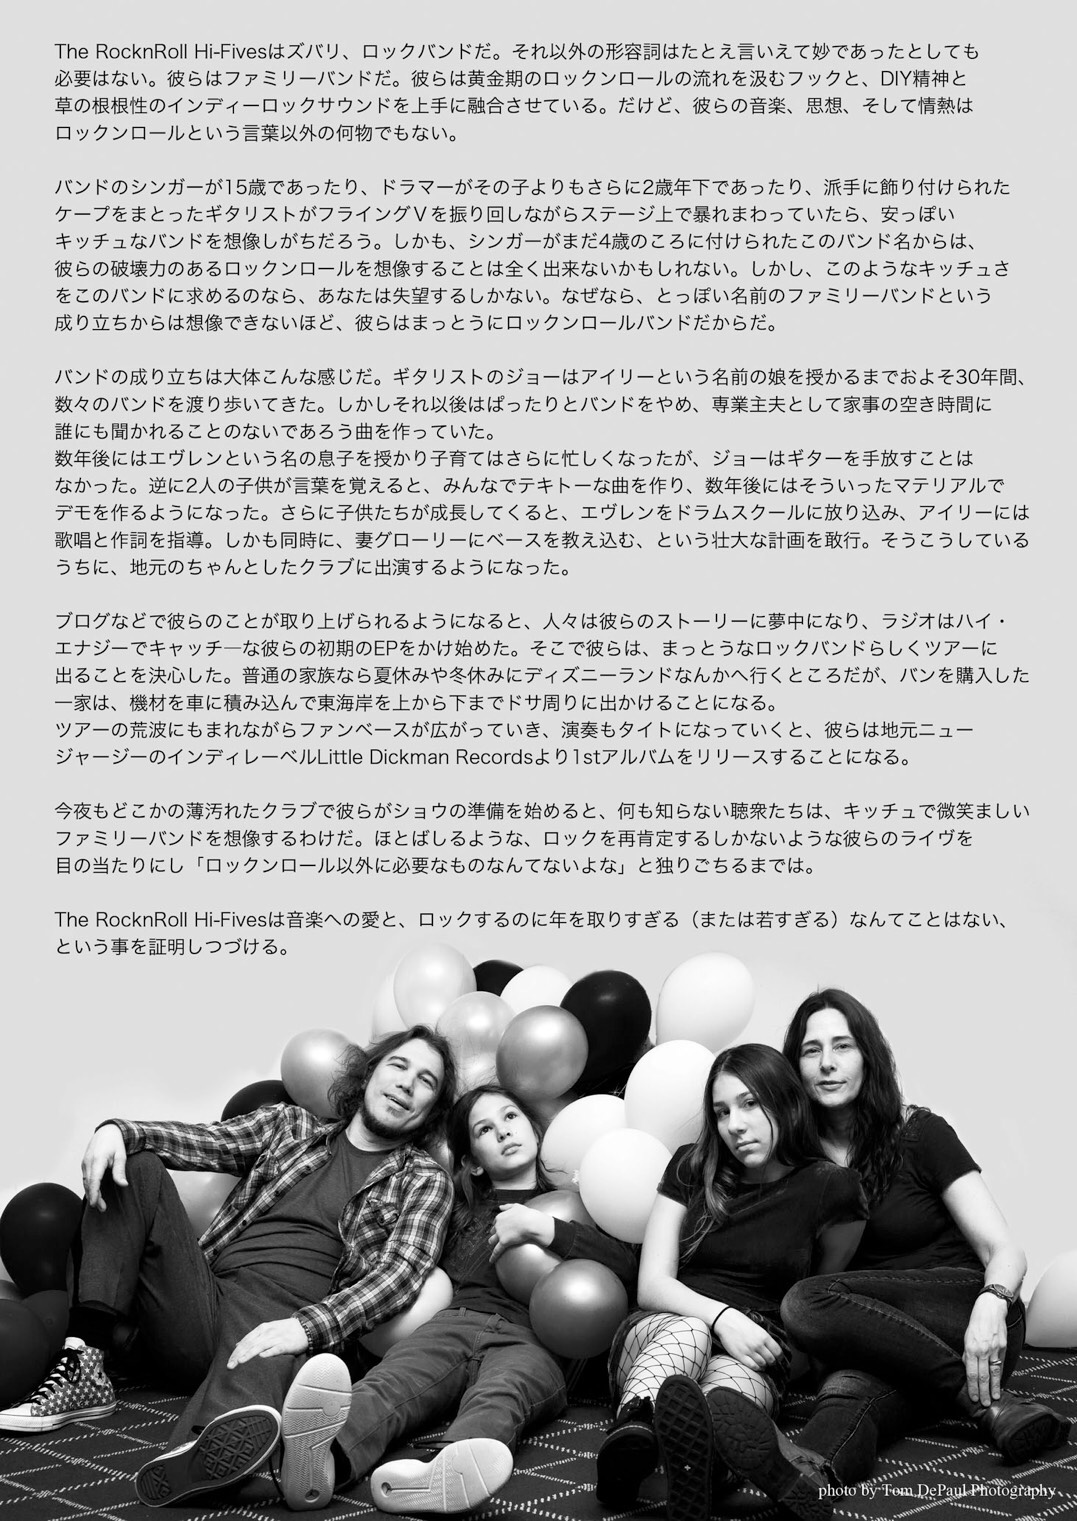 The RocknRoll Hi-Fivesはズバリ、ロックバンドだ。それ以外の形容詞はたとえ言いえて妙であったとしても
必要はない。彼らはファミリーバンドだ。彼らは黄金期のロックンロールの流れを汲むフックと、DIY精神と
草の根根性のインディーロックサウンドを上手に融合させている。だけど、彼らの音楽、思想、そして情熱は
ロックンロールという言葉以外の何物でもない。
バンドのシンガーが15歳であったり、ドラマーがその子よりもさらに2歳年下であったり、派手に飾り付けられた
ケープをまとったギタリストがフライングＶを振り回しながらステージ上で暴れまわっていたら、安っぽい
キッチュなバンドを想像しがちだろう。しかも、シンガーがまだ4歳のころに付けられたこのバンド名からは、
彼らの破壊力のあるロックンロールを想像することは全く出来ないかもしれない。しかし、このようなキッチュさ
をこのバンドに求めるのなら、あなたは失望するしかない。なぜなら、とっぽい名前のファミリーバンドという
成り立ちからは想像できないほど、彼らはまっとうにロックンロールバンドだからだ。
バンドの成り立ちは大体こんな感じだ。ギタリストのジョーはアイリーという名前の娘を授かるまでおよそ30年間、
数々のバンドを渡り歩いてきた。しかしそれ以後はぱったりとバンドをやめ、専業主夫として家事の空き時間に
誰にも聞かれることのないであろう曲を作っていた。
数年後にはエヴレンという名の息子を授かり子育てはさらに忙しくなったが、ジョーはギターを手放すことは
なかった。逆に2人の子供が言葉を覚えると、みんなでテキトーな曲を作り、数年後にはそういったマテリアルで
デモを作るようになった。さらに子供たちが成長してくると、エヴレンをドラムスクールに放り込み、アイリーには
歌唱と作詞を指導。しかも同時に、妻グローリーにベースを教え込む、という壮大な計画を敢行。そうこうしている
うちに、地元のちゃんとしたクラブに出演するようになった。
ブログなどで彼らのことが取り上げられるようになると、人々は彼らのストーリーに夢中になり、ラジオはハイ・
エナジーでキャッチ―な彼らの初期のEPをかけ始めた。そこで彼らは、まっとうなロックバンドらしくツアーに
出ることを決心した。普通の家族なら夏休みや冬休みにディズニーランドなんかへ行くところだが、バンを購入した
一家は、機材を車に積み込んで東海岸を上から下までドサ周りに出かけることになる。
ツアーの荒波にもまれながらファンベースが広がっていき、演奏もタイトになっていくと、彼らは地元ニュー
ジャージーのインディレーベルLittle Dickman Recordsより1stアルバムをリリースすることになる。
今夜もどこかの薄汚れたクラブで彼らがショウの準備を始めると、何も知らない聴衆たちは、キッチュで微笑ましい
ファミリーバンドを想像するわけだ。ほとばしるような、ロックを再肯定するしかないような彼らのライヴを
目の当たりにし「ロックンロール以外に必要なものなんてないよな」と独りごちるまでは。
The RocknRoll Hi-Fivesは音楽への愛と、ロックするのに年を取りすぎる（または若すぎる）なんてことはない、
という事を証明しつづける。
photo by Tom DePaul Photography